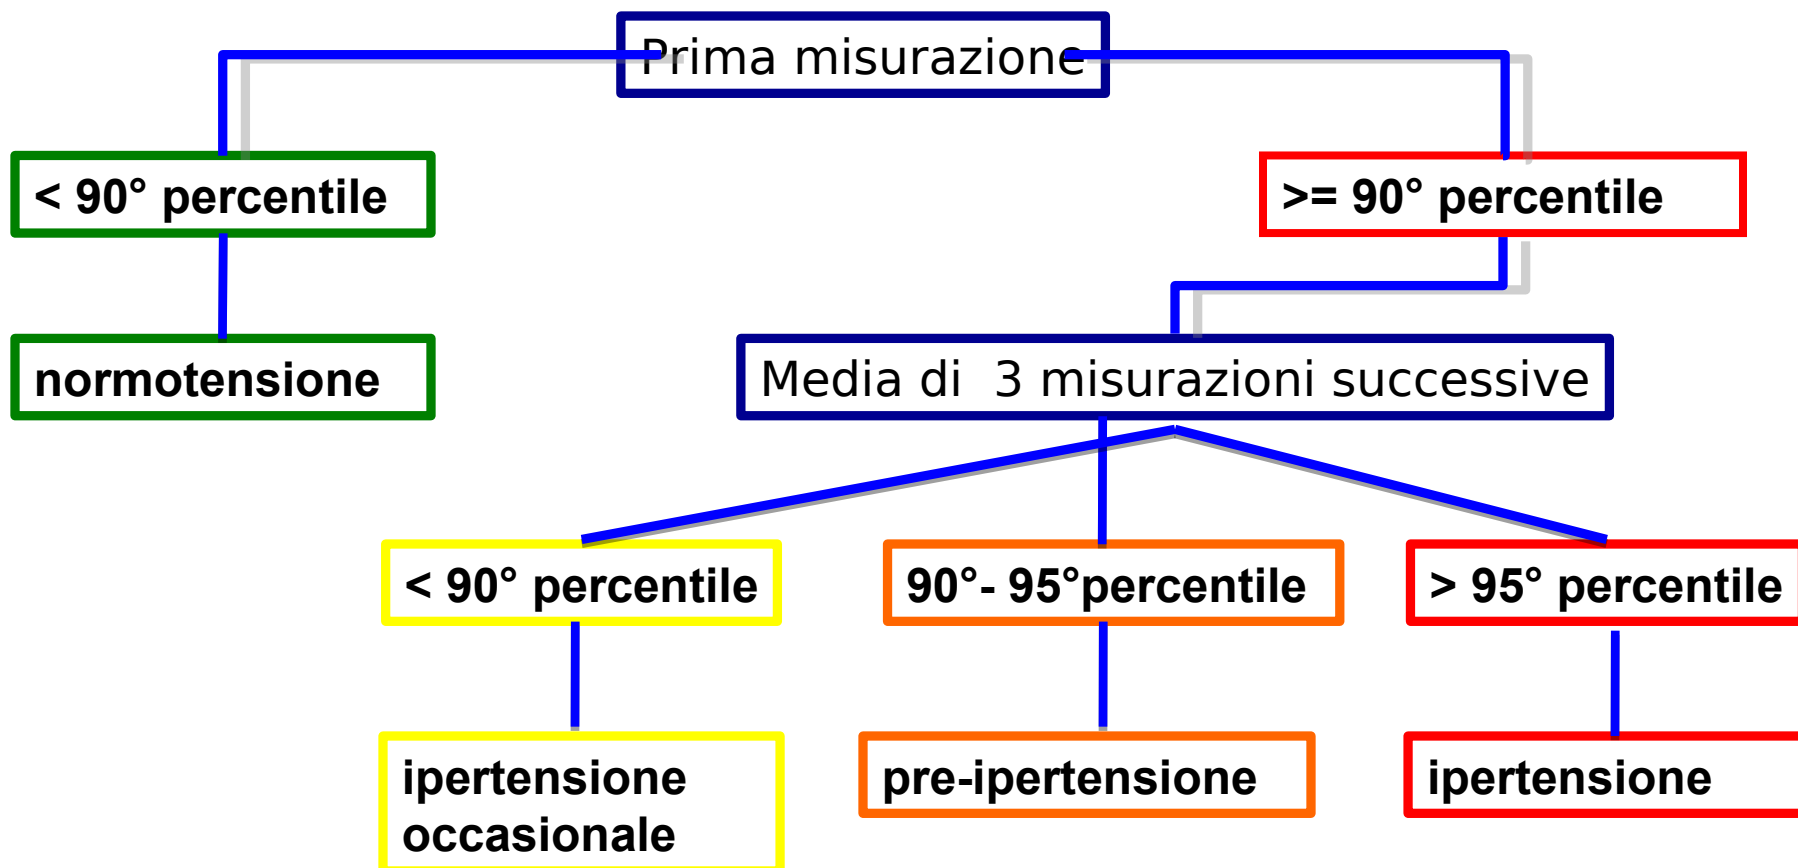 Prima misurazione
< 90° percentile
>= 90° percentile
normotensione
Media di  3 misurazioni successive
< 90° percentile
90°- 95°percentile
> 95° percentile
ipertensione
occasionale
pre-ipertensione
ipertensione